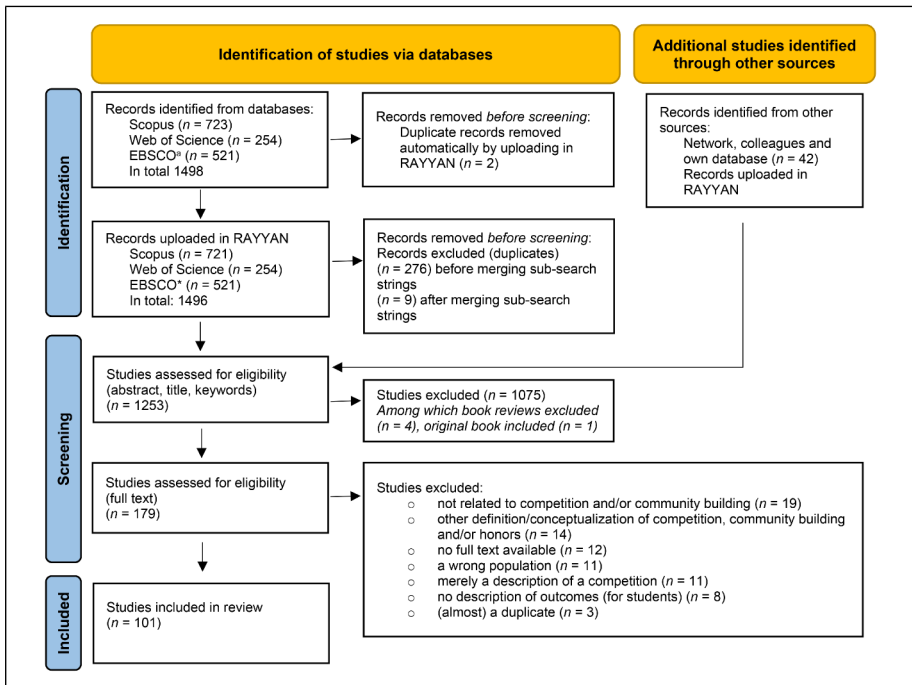 Identification of studies via databases
Additional studies identified
through other sources
Identification
Records identified from databases:
Scopus (n = 723)
Web of Science (n = 254)
EBSCOª (n = 521)
In total 1498
Records removed before screening:
Duplicate records removed
automatically by uploading in
RAYYAN (n = 2)
Records identified from other
sources:
Network, colleagues and
own database (n = 42)
Records uploaded in
RAYYAN
Records uploaded in RAYYAN
Scopus (n = 721)
Web of Science (n = 254)
EBSCO* (n = 521)
In total: 1496
Records removed before screening:
Records excluded (duplicates)
(n = 276) before merging sub-search
strings
(n = 9) after merging sub-search
strings
Screening
Studies assessed for eligibility
(abstract, title, keywords)
(n = 1253)
Studies excluded (n = 1075)
Among which book reviews excluded
(n = 4), original book included (n = 1)
Studies assessed for eligibility
(full text)
(n = 179)
Studies excluded:
○ not related to competition and/or community building (n = 19)
○ other definition/conceptualization of competition, community building
and/or honors (n = 14)
○ no full text available (n = 12)
○ a wrong population (n = 11)
○ merely a description of a competition (n = 11)
○ no description of outcomes (for students) (n = 8)
○ (almost) a duplicate (n = 3)
Included
Studies included in review
(n = 101)